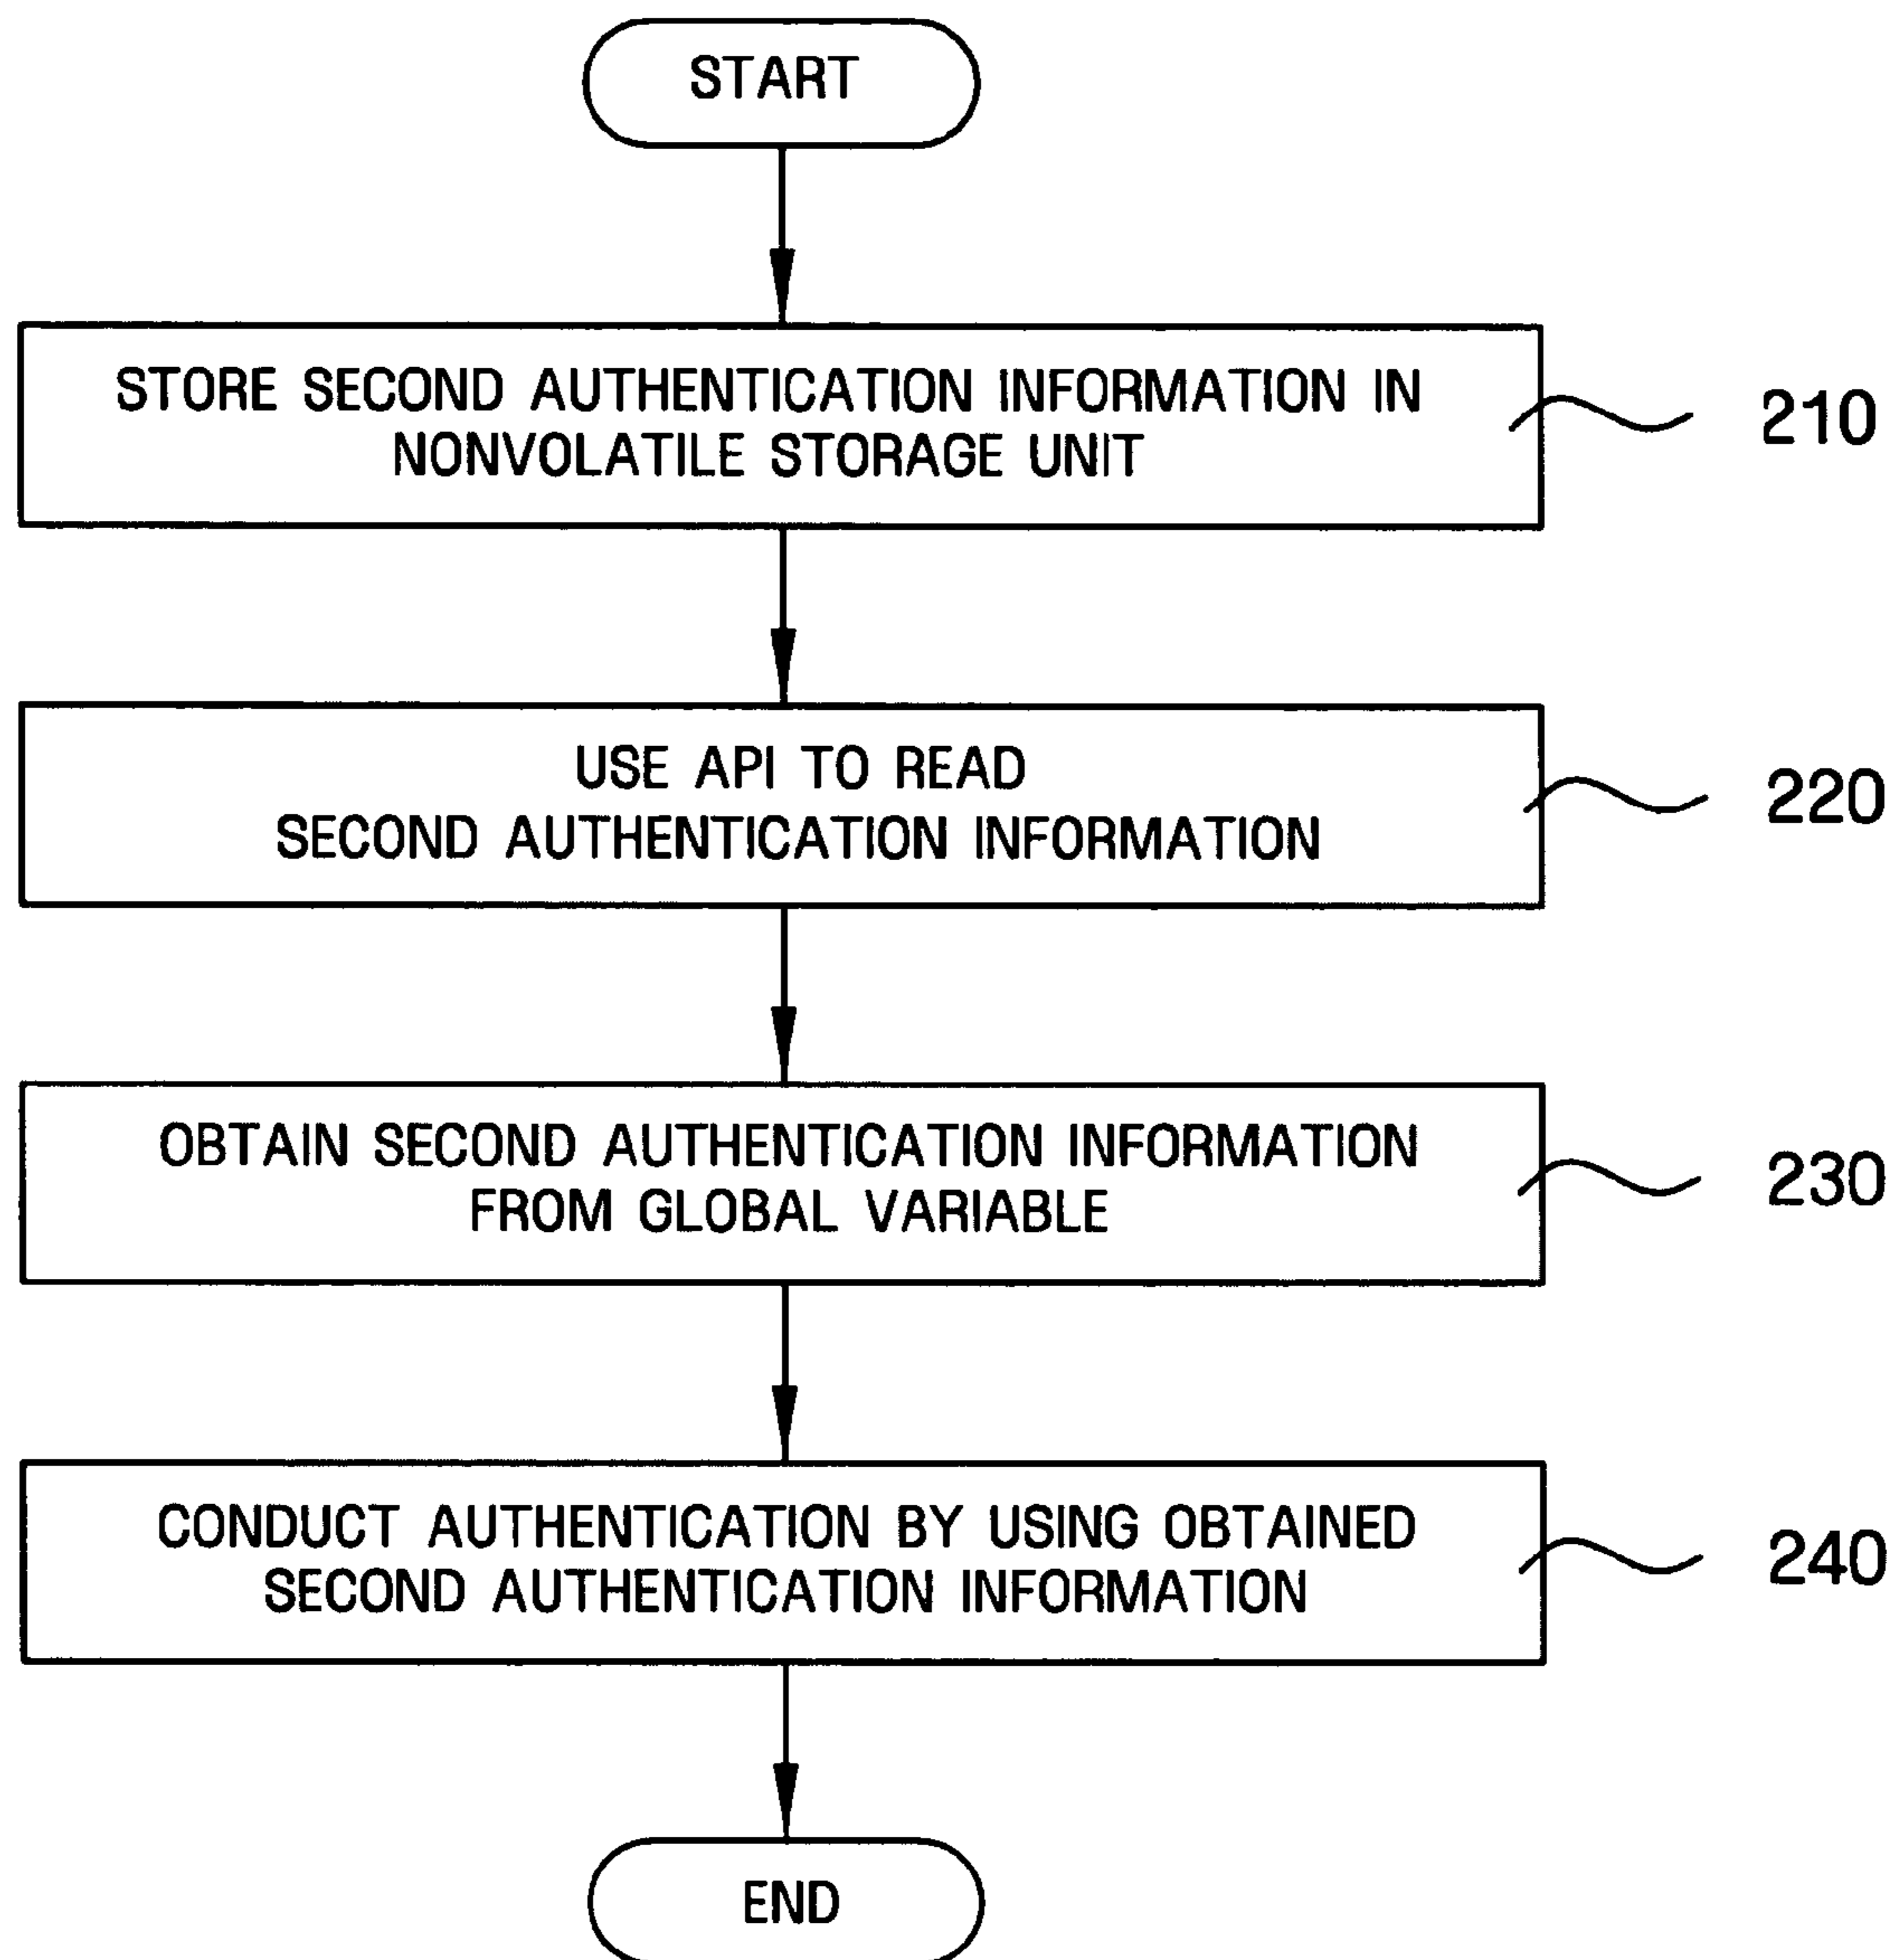 START
STORE SECOND AUTHENTICATION INFORMATION IN
NONVOLATILE STORAGE UNIT
210
USE API TO READ
SECOND AUTHENTICATION INFORMATION
220
OBTAIN SECOND AUTHENTICATION INFORMATION
FROM GLOBAL VARIABLE
230
CONDUCT AUTHENTICATION BY USING OBTAINED
SECOND AUTHENTICATION INFORMATION
240
END